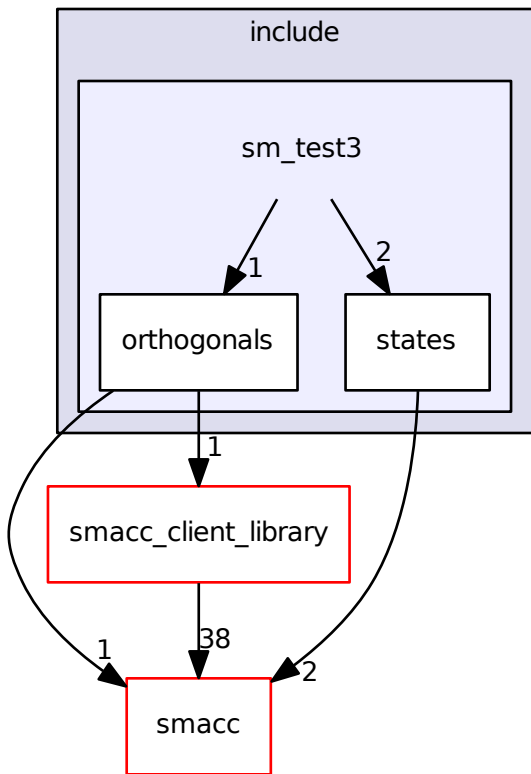 include
sm_test3
1
2
orthogonals
states
1
smacc_client_library
1
38
2
smacc